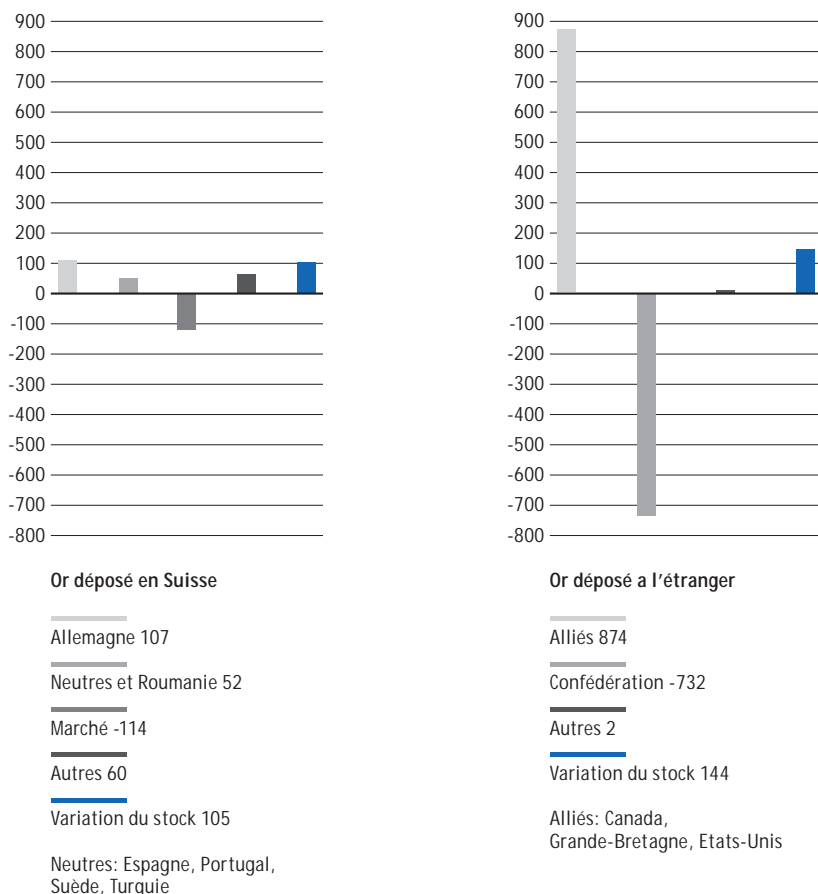 900
800
700
600
500
400
300
200
100
0
-100
-200
-300
-400
-500
-600
-700
-800
Or déposé en Suisse
Allemagne 107
Neutres et Roumanie 52
Marché -114
Autres 60
Variation du stock 105
Neutres: Espagne, Portugal,
Suède, Turquie
900
800
700
600
500
400
300
200
100
0
-100
-200
-300
-400
-500
-600
-700
-800
Or déposé a l’étranger
Alliés 874
Confédération -732
Autres 2
Variation du stock 144
Alliés: Canada,
Grande-Bretagne, Etats-Unis